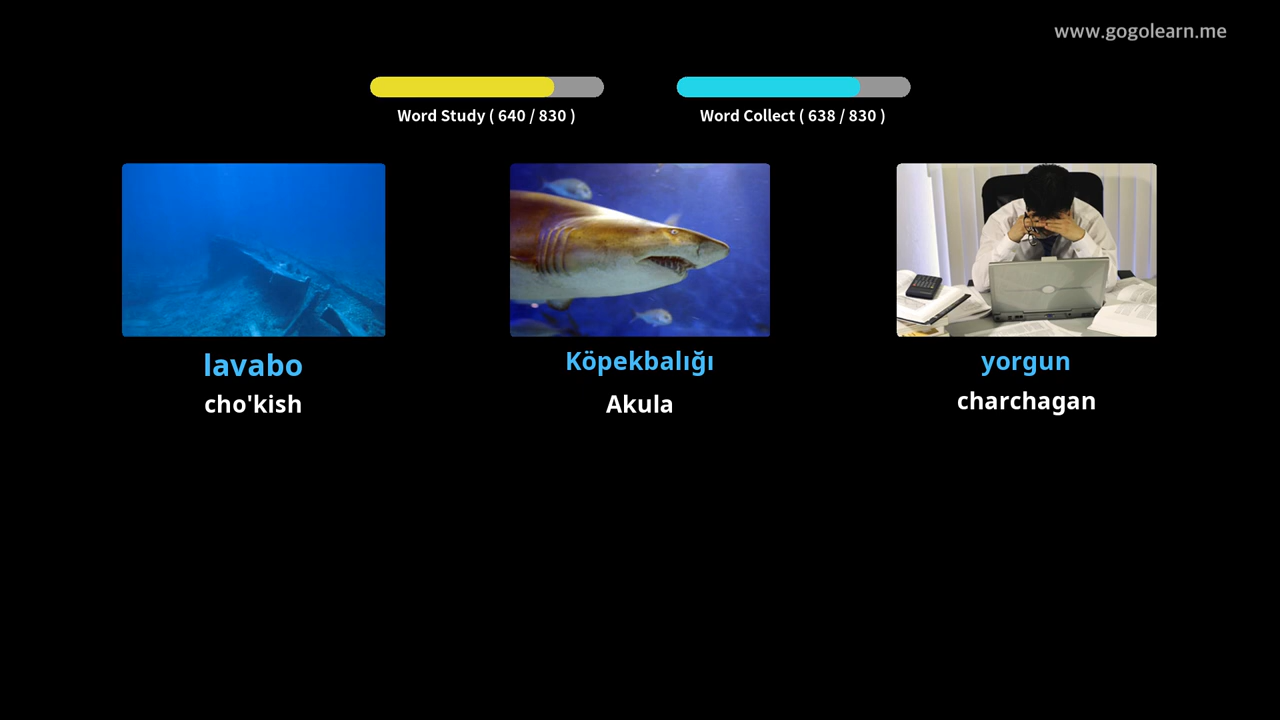 www.gogolearn.me
Word Study ( 640 / 830 )
Word Collect ( 638 / 830 )
lavabo
cho'kish
Köpekbalığı
Akula
yorgun
charchagan